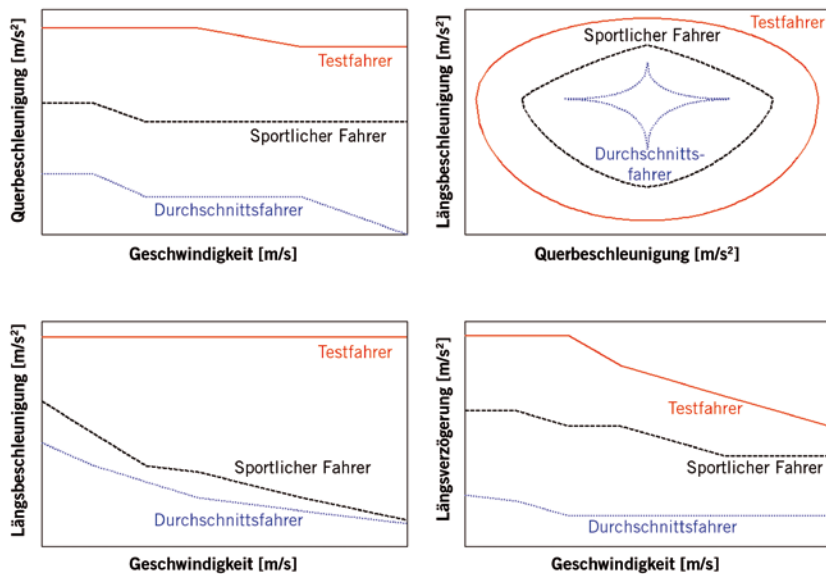 Querbeschleunigung [m/s²]
Testfahrer
Sportlicher Fahrer
Durchschnittsfahrer
Geschwindigkeit [m/s]
Längsbeschleunigung [m/s²]
Testfahrer
Sportlicher Fahrer
Durchschnitts-
fahrer
Querbeschleunigung [m/s²]
Längsbeschleunigung [m/s²]
Testfahrer
Sportlicher Fahrer
Durchschnittsfahrer
Geschwindigkeit [m/s]
Längsverzögerung [m/s²]
Testfahrer
Sportlicher Fahrer
Durchschnittsfahrer
Geschwindigkeit [m/s]